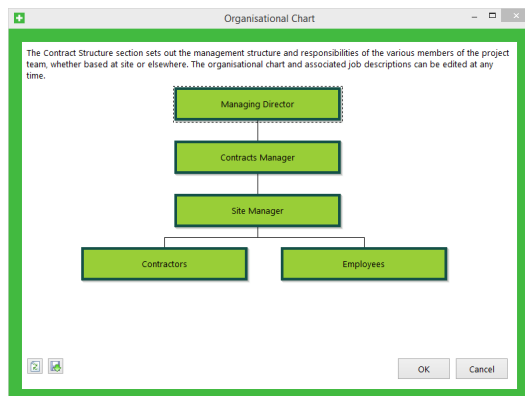 Organisational Chart
The Contract Structure section sets out the management structure and responsibilities of the various members of the project
team, whether based at site or elsewhere. The organisational chart and associated job descriptions can be edited at any
time.
Managing Director
Contracts Manager
Site Manager
Contractors
Employees
OK
Cancel